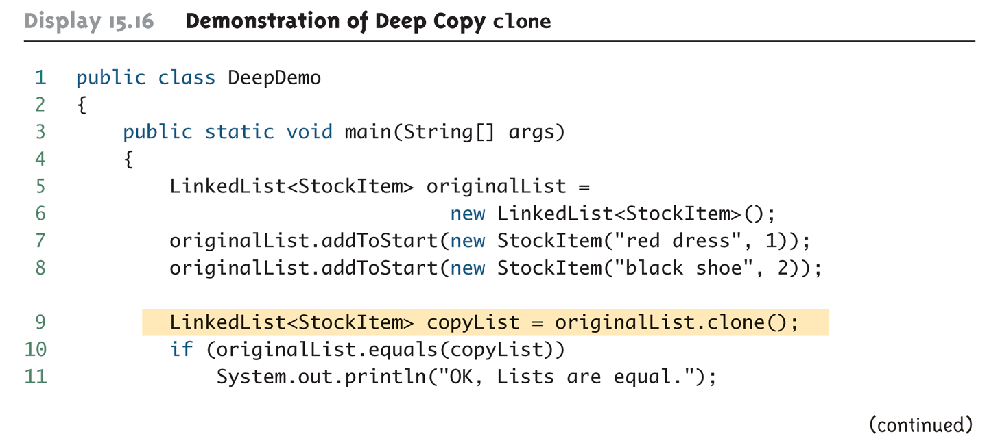 Display 15.16 Demonstration of Deep Copy clone
1 public class DeepDemo
2 {
3 public static void main(String[] args)
4 {
5 LinkedList<StockItem> originalList =
6 new LinkedList<StockItem>();
7 originalList.addToStart(new StockItem("red dress", 1));
8 originalList.addToStart(new StockItem("black shoe", 2));
9 LinkedList<StockItem> copyList = originalList.clone();
10 if (originalList.equals(copyList))
11 System.out.println("OK, Lists are equal.");
(continued)